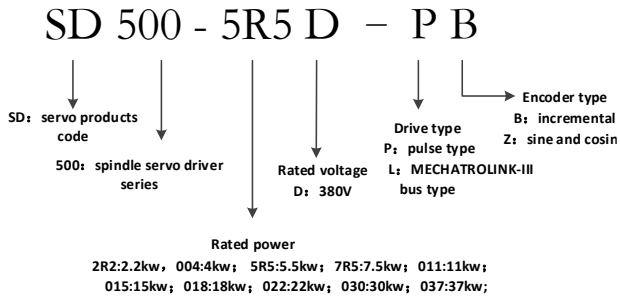 SD 500 - 5R5 D － P B
SD：servo products
code
500：spindle servo driver
series
Rated voltage
D：380V
Drive type
P：pulse type
L：MECHATROLINK-III
bus type
Encoder type
B：incremental
Z：sine and cosin
Rated power
2R2:2.2kw，004:4kw；5R5:5.5kw；7R5:7.5kw；011:11kw；
015:15kw；018:18kw；022:22kw；030:30kw；037:37kw；